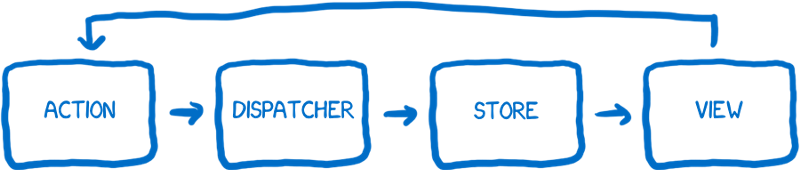 ACTION
DISPATCHER
STORE
VIEW